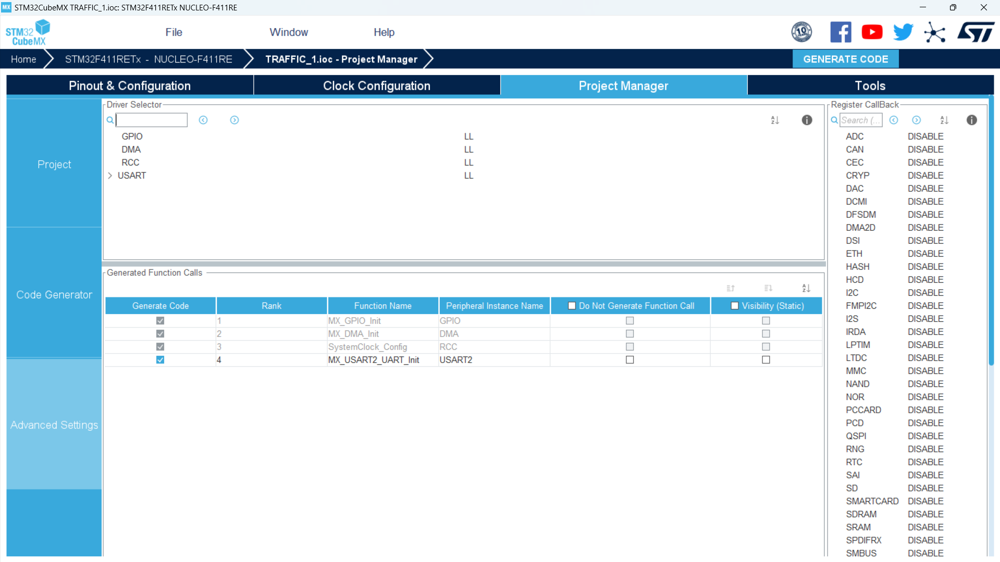 MX STM32CubeMX TRAFFIC_1.ioc: STM32F411RETx NUCLEO-F411RE
STM32 CubeMX
File Window Help
10 YEARS
ST
Home STM32F411RETx - NUCLEO-F411RE TRAFFIC_1.ioc - Project Manager GENERATE CODE
Pinout & Configuration Clock Configuration Project Manager Tools
Project
Code Generator
Advanced Settings
Driver Selector
GPIO LL
DMA LL
RCC LL
USART LL
Generated Function Calls
Generate Code Rank Function Name Peripheral Instance Name Do Not Generate Function Call Visibility (Static)
1 MX_GPIO_Init GPIO
2 MX_DMA_Init DMA
3 SystemClock_Config RCC
4 MX_USART2_UART_Init USART2
Register CallBack
Search (...
ADC DISABLE
CAN DISABLE
CEC DISABLE
CRYP DISABLE
DAC DISABLE
DCMI DISABLE
DFSDM DISABLE
DMA2D DISABLE
DSI DISABLE
ETH DISABLE
HASH DISABLE
HCD DISABLE
I2C DISABLE
FMPI2C DISABLE
I2S DISABLE
IRDA DISABLE
LPTIM DISABLE
LTDC DISABLE
MMC DISABLE
NAND DISABLE
NOR DISABLE
PCCARD DISABLE
PCD DISABLE
QSPI DISABLE
RNG DISABLE
RTC DISABLE
SAI DISABLE
SD DISABLE
SMARTCARD DISABLE
SDRAM DISABLE
SRAM DISABLE
SPDIFRX DISABLE
SMBUS DISABLE